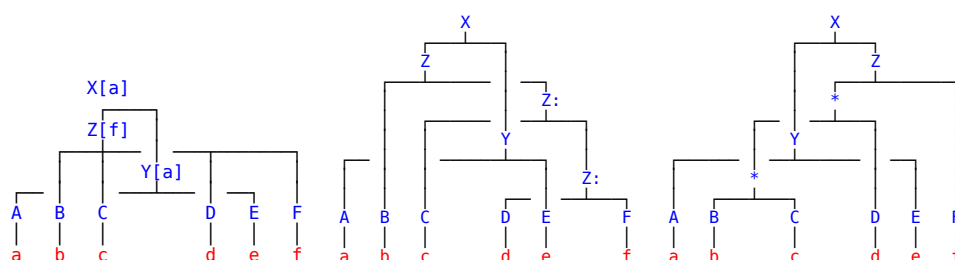 X[a]
Z[f]
Y[a]
A B C D E F
a b c d e f
X
Z
Z:
Y
Z:
A B C D E F
a b c d e f
X
Z
*
Y
*
A B C D E
a b c d e